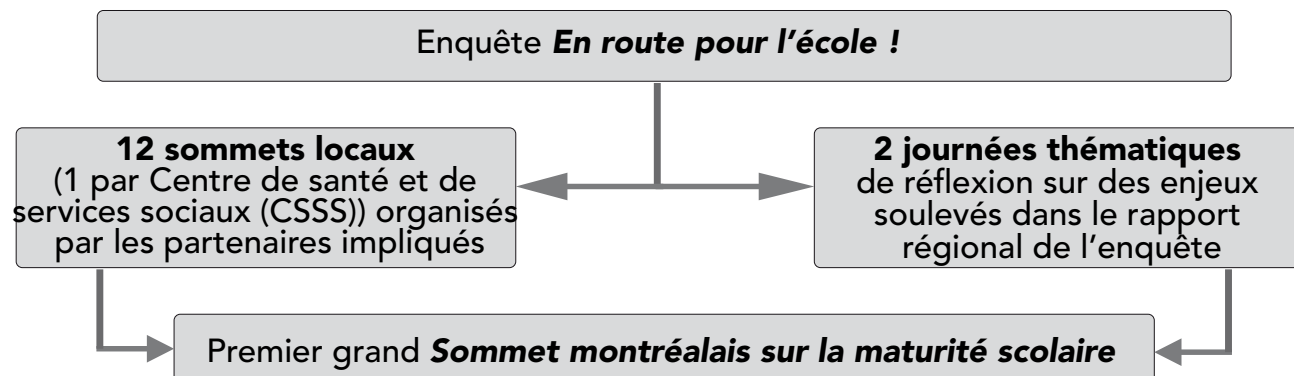 Enquête En route pour l'école !
12 sommets locaux
(1 par Centre de santé et de
services sociaux (CSSS)) organisés
par les partenaires impliqués
2 journées thématiques
de réflexion sur des enjeux
soulevés dans le rapport
régional de l'enquête
Premier grand Sommet montréalais sur la maturité scolaire